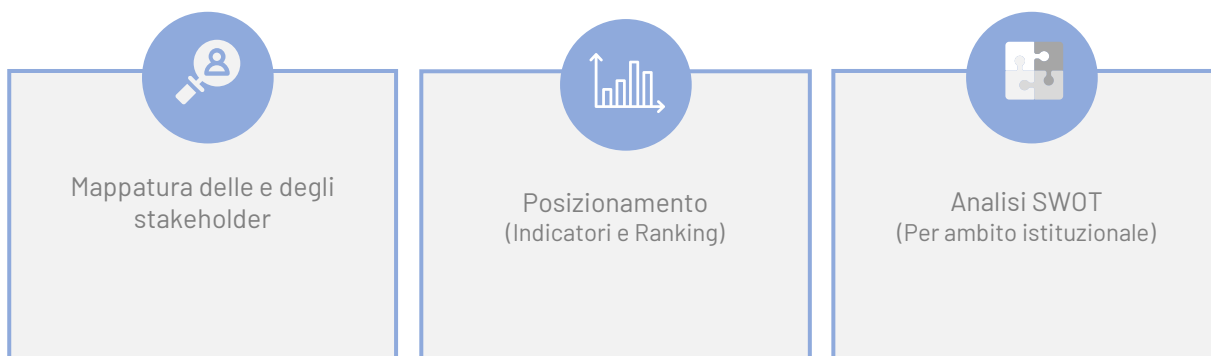 Mappatura delle e degli
stakeholder
Posizionamento
(Indicatori e Ranking)
Analisi SWOT
(Per ambito istituzionale)